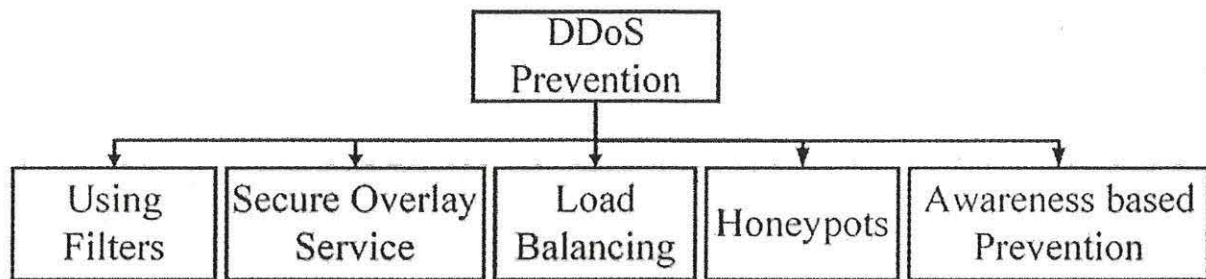 DDoS
Prevention
Using
Filters
Secure Overlay
Service
Load
Balancing
Honeypots
Awareness based
Prevention